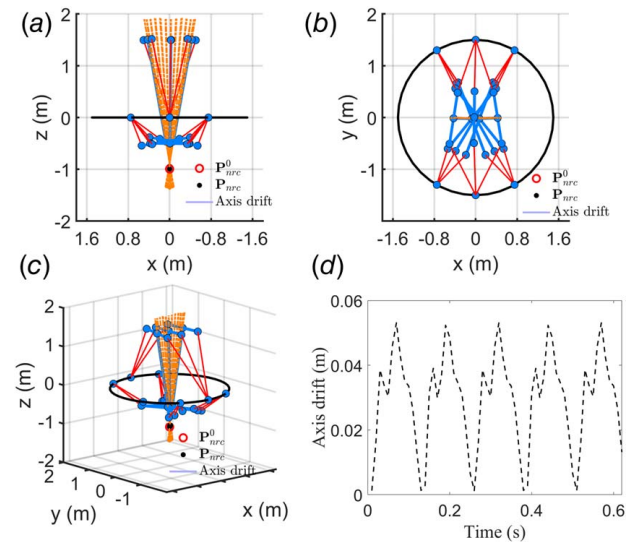 (a)
2
1
0
-1
-2
z (m)
1.6 0.8 0 -0.8 -1.6
x (m)
P⁰nrc
Pnrc
Axis drift
(b)
2
1
0
-1
-2
y (m)
-1.6 -0.8 0 0.8 1.6
x (m)
P⁰nrc
Pnrc
Axis drift
(c)
2
1
0
-1
-2
z (m)
2
1
0
-1
y (m)
x (m)
P⁰nrc
Pnrc
Axis drift
(d)
0.06
0.04
0.02
0
Axis drift (m)
0 0.2 0.4 0.6
Time (s)